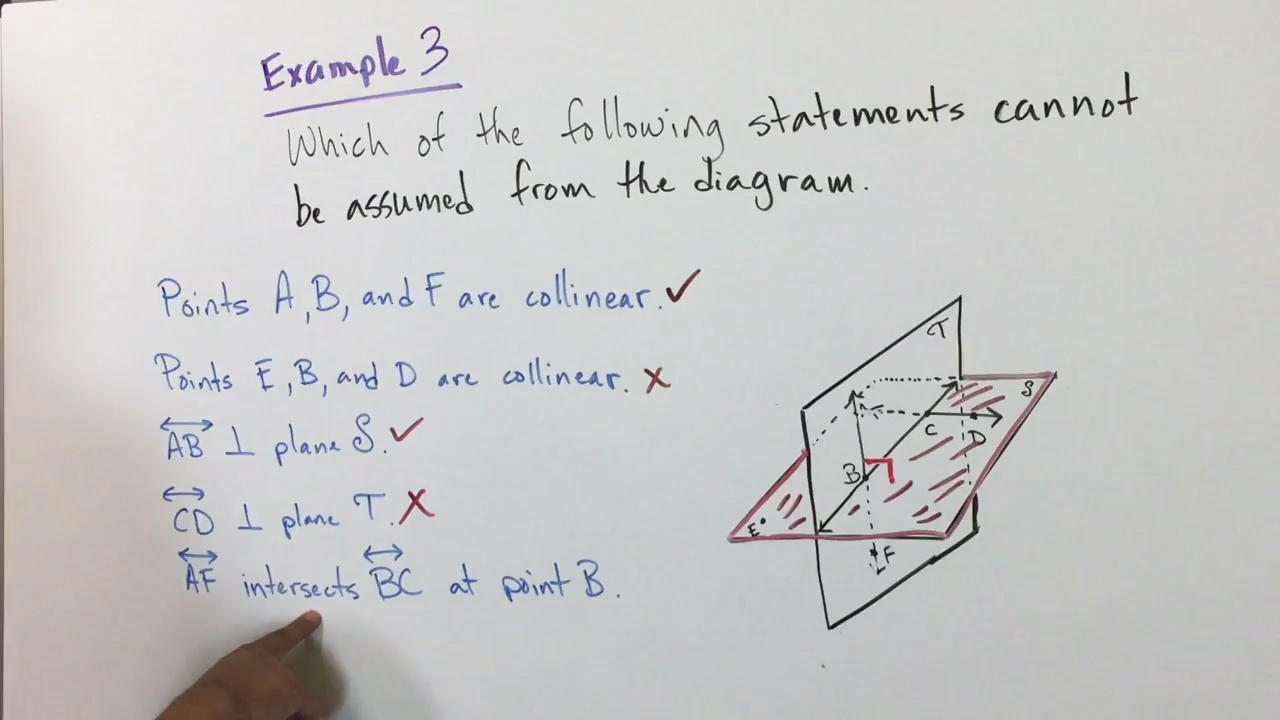 Example 3
Which of the following statements cannot
be assumed from the diagram.
Points A, B, and F are collinear. ✓
Points E, B, and D are collinear. ✗
AB ⊥ plane S. ✓
CD ⊥ plane T. ✗
AF intersects BC at point B.
T
S
C
D
B
E
F